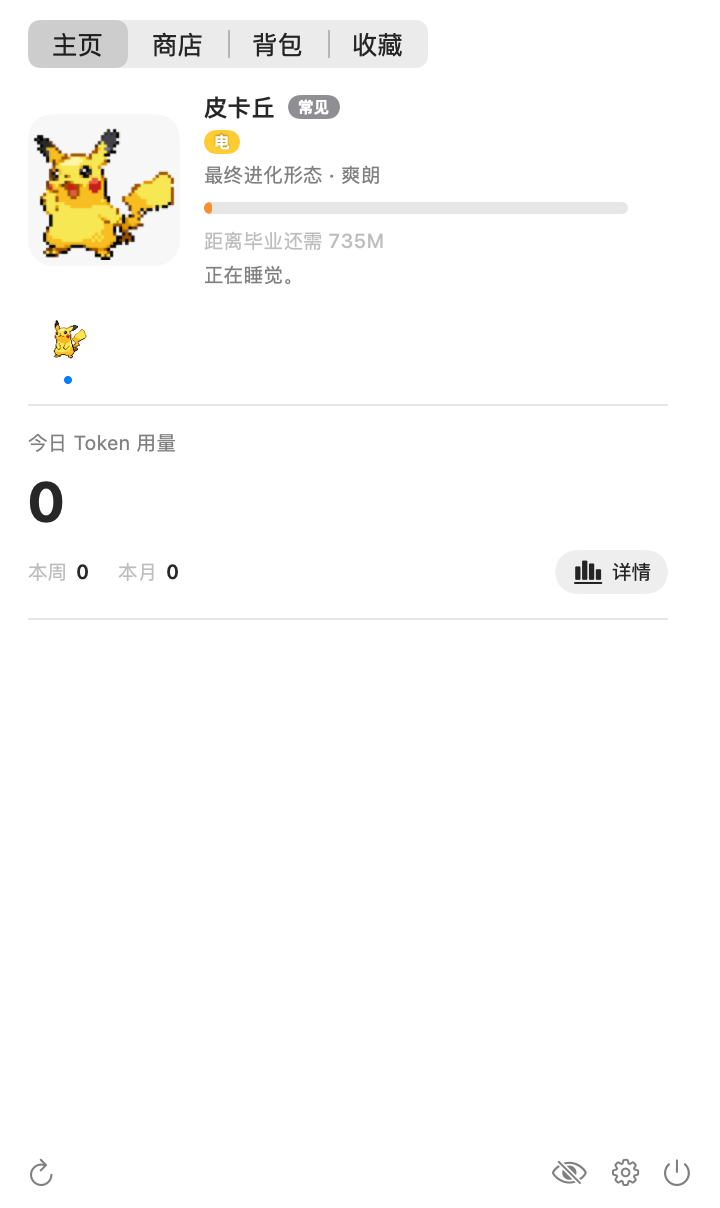 主页 商店 背包 收藏
皮卡丘 常见
电
最终进化形态 · 爽朗
距离毕业还需 735M
正在睡觉。
今日 Token 用量
0
本周 0 本月 0 详情